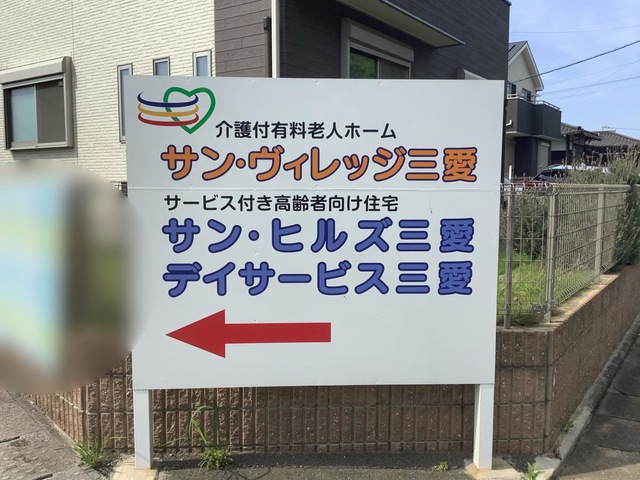 介護付有料老人ホーム
サン・ヴィレッジ三愛
サービス付き高齢者向け住宅
サン・ヒルズ三愛
デイサービス三愛